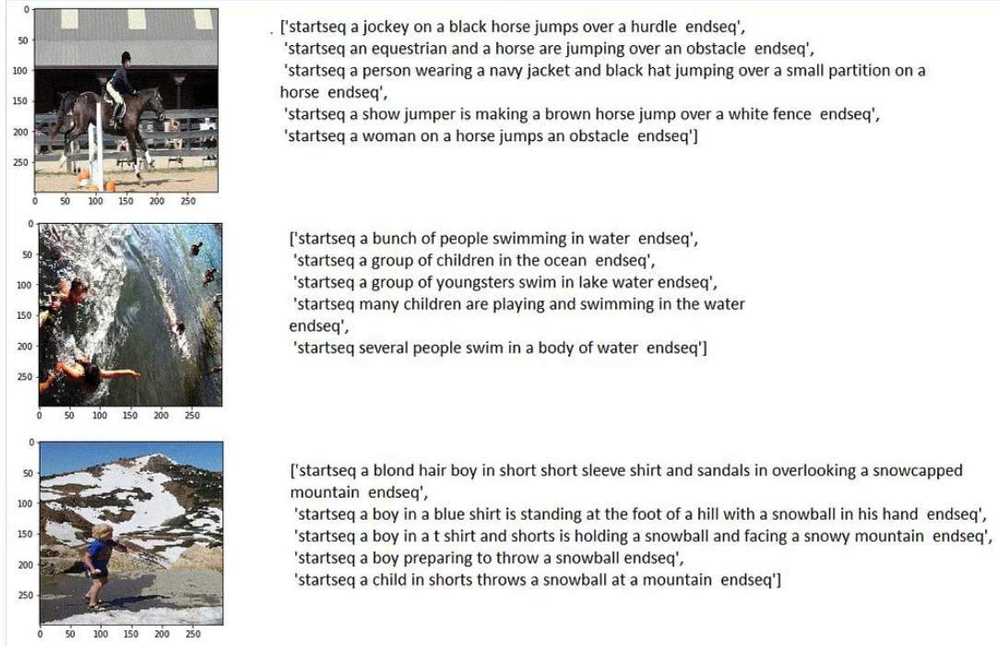 0
50
100
150
200
250
0 50 100 150 200 250
. ['startseq a jockey on a black horse jumps over a hurdle  endseq',
'startseq an equestrian and a horse are jumping over an obstacle  endseq',
'startseq a person wearing a navy jacket and black hat jumping over a small partition on a
horse  endseq',
'startseq a show jumper is making a brown horse jump over a white fence  endseq',
'startseq a woman on a horse jumps an obstacle  endseq']
0
50
100
150
200
250
0 50 100 150 200 250
['startseq a bunch of people swimming in water  endseq',
'startseq a group of children in the ocean  endseq',
'startseq a group of youngsters swim in lake water endseq',
'startseq many children are playing and swimming in the water
endseq',
'startseq several people swim in a body of water  endseq']
0
50
100
150
200
250
0 50 100 150 200 250
['startseq a blond hair boy in short short sleeve shirt and sandals in overlooking a snowcapped
mountain  endseq',
'startseq a boy in a blue shirt is standing at the foot of a hill with a snowball in his hand  endseq',
'startseq a boy in a t shirt and shorts is holding a snowball and facing a snowy mountain  endseq',
'startseq a boy preparing to throw a snowball endseq',
'startseq a child in shorts throws a snowball at a mountain  endseq']